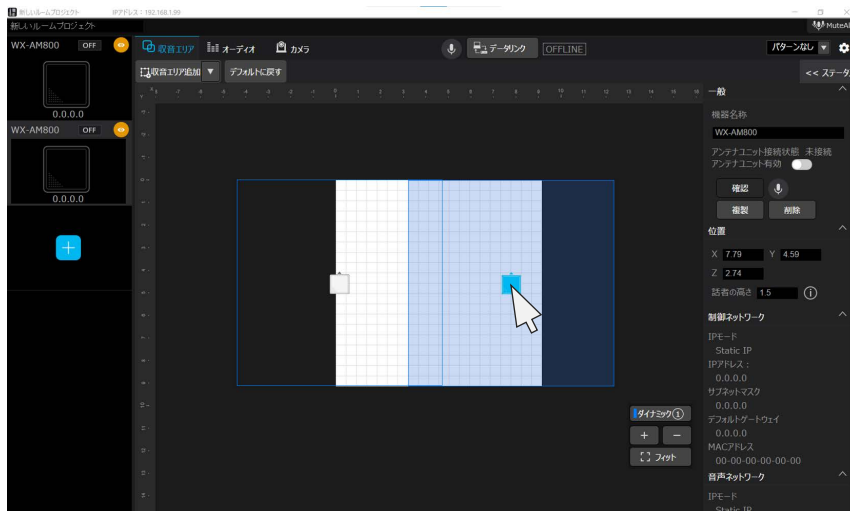 新しいルームプロジェクト IPアドレス：192.168.1.99
新しいルームプロジェクト MuteAl
WX-AM800 OFF
0.0.0.0
WX-AM800 OFF
0.0.0.0
収音エリア オーディオ カメラ データリンク OFFLINE パターンなし
収音エリア追加 ▼ デフォルトに戻す << ステータ
一般
機器名称
WX-AM800
アンテナユニット接続状態 未接続
アンテナユニット有効
確認
複製 削除
位置
X 7.79 Y 4.59
Z 2.74
話者の高さ 1.5
制御ネットワーク
IPモード
Static IP
IPアドレス：
0.0.0.0
サブネットマスク
0.0.0.0
デフォルトゲートウェイ
0.0.0.0
MACアドレス
00-00-00-00-00-00
音声ネットワーク
IPモード
Static IP
ダイナミック①
+ −
フィット